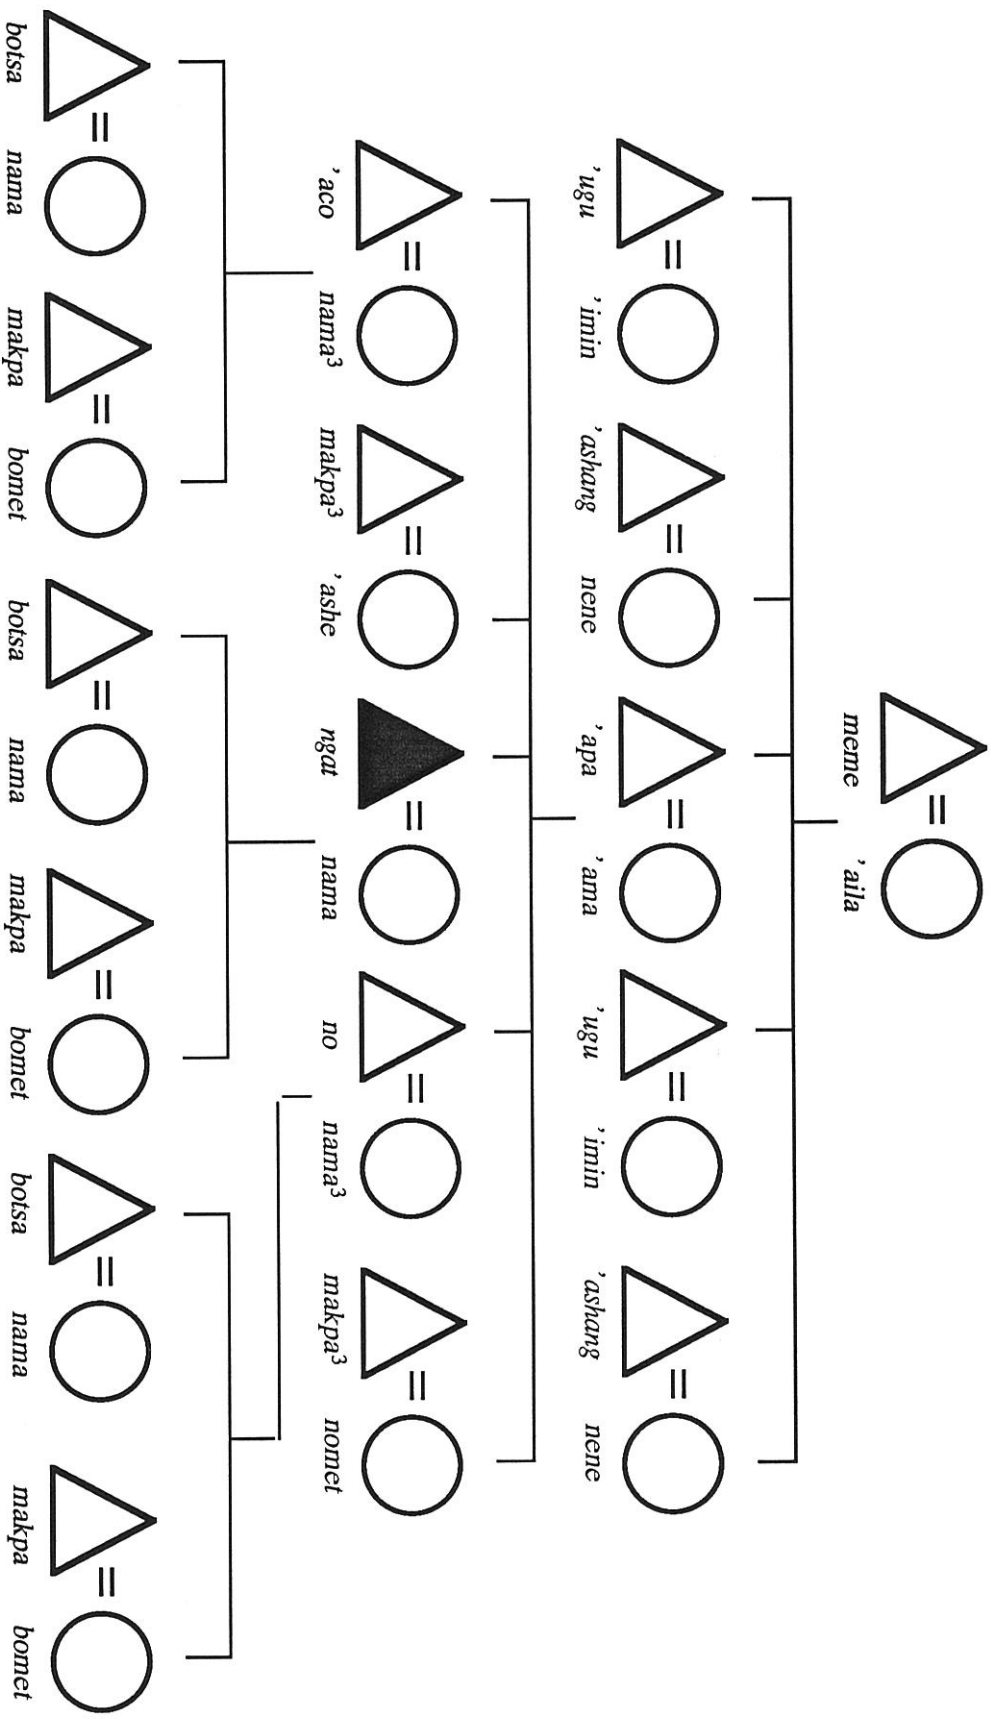 meme = 'aila
'ugu = 'imin 'ashang = nene 'apa = 'ama 'ugu = 'imin 'ashang = nene
'aco = nama³ makpa³ = 'ashe ngat = nama no = nama³ makpa³ = nomet
botsa = nama makpa = bomet botsa = nama makpa = bomet botsa = nama makpa = bomet